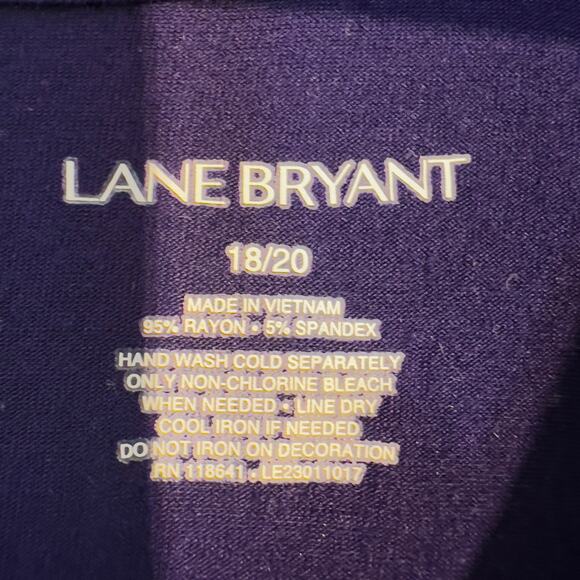 LANE BRYANT
18/20
MADE IN VIETNAM
95% RAYON • 5% SPANDEX
HAND WASH COLD SEPARATELY
ONLY NON-CHLORINE BLEACH
WHEN NEEDED • LINE DRY
COOL IRON IF NEEDED
DO NOT IRON ON DECORATION
RN 118641 • LE23011017